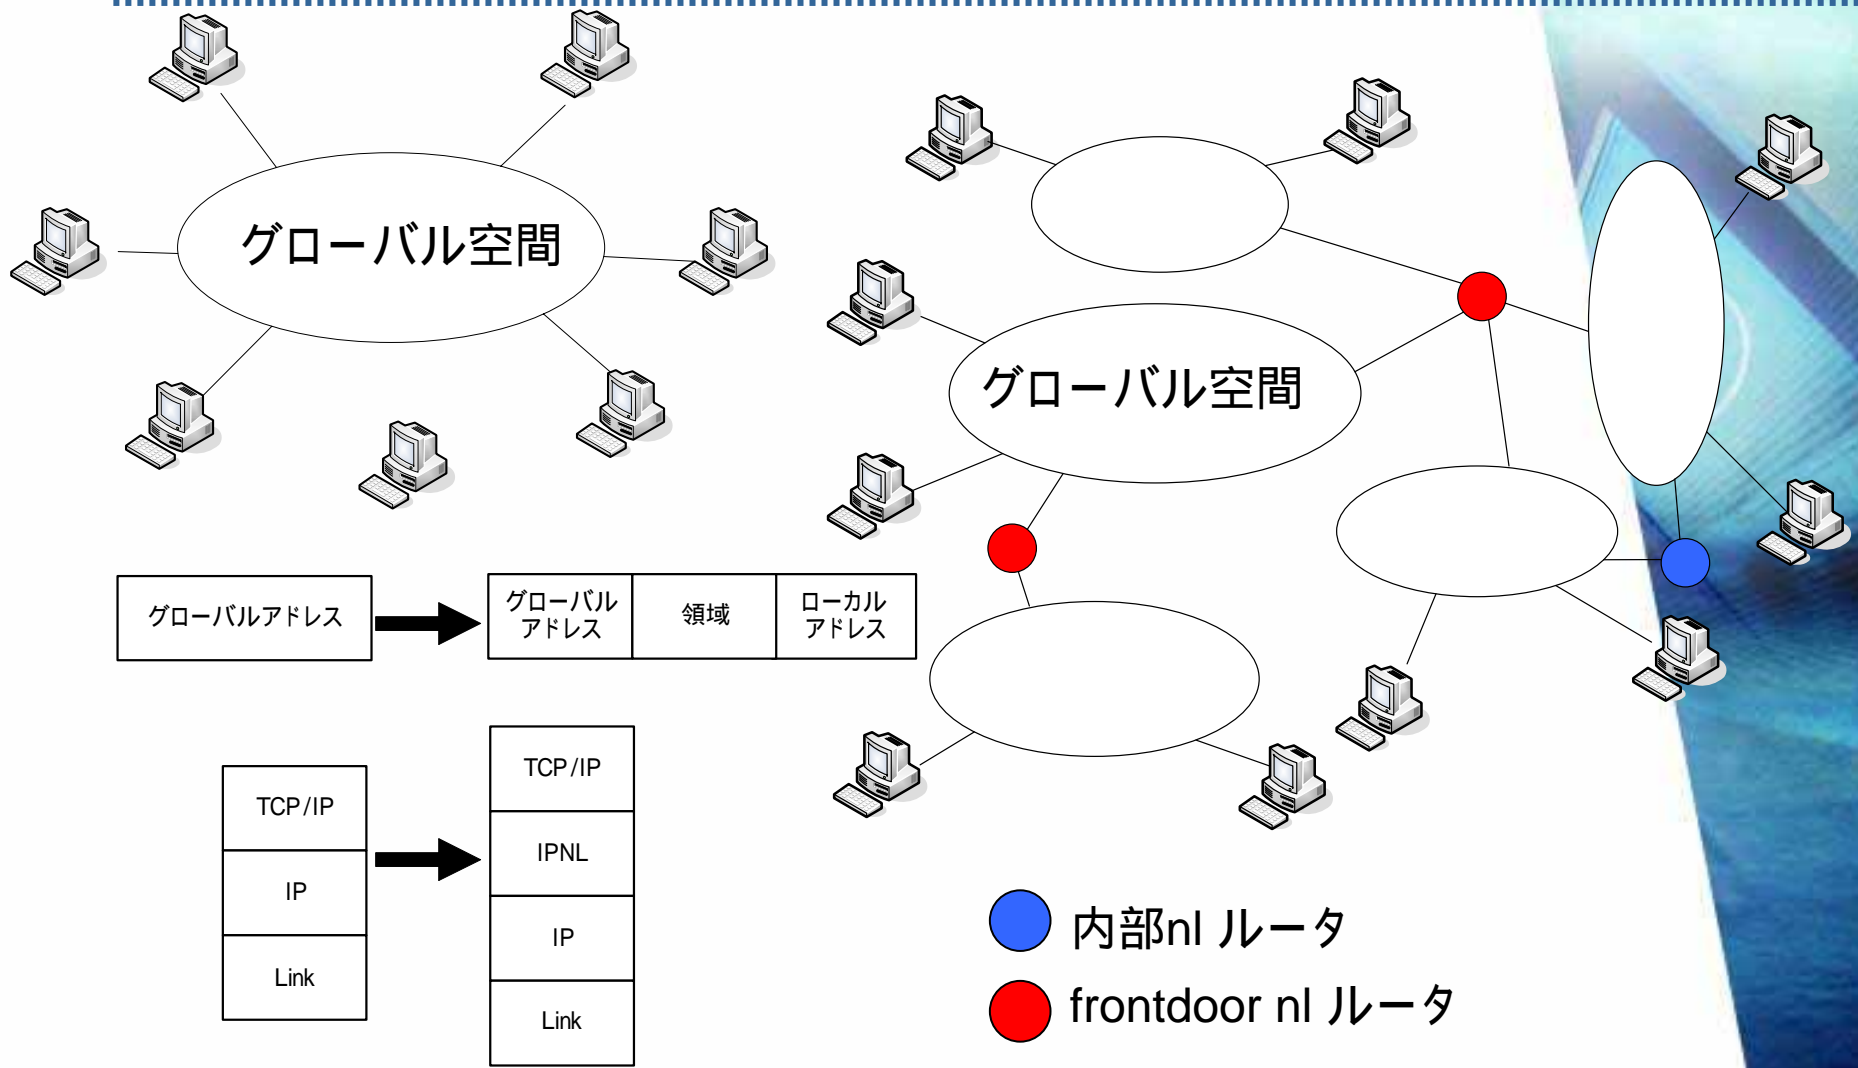 グローバル空間
グローバル空間
グローバルアドレス
グローバル
アドレス
領域
ローカル
アドレス
TCP/IP
IP
Link
TCP/IP
IPNL
IP
Link
内部nl ルータ
frontdoor nl ルータ